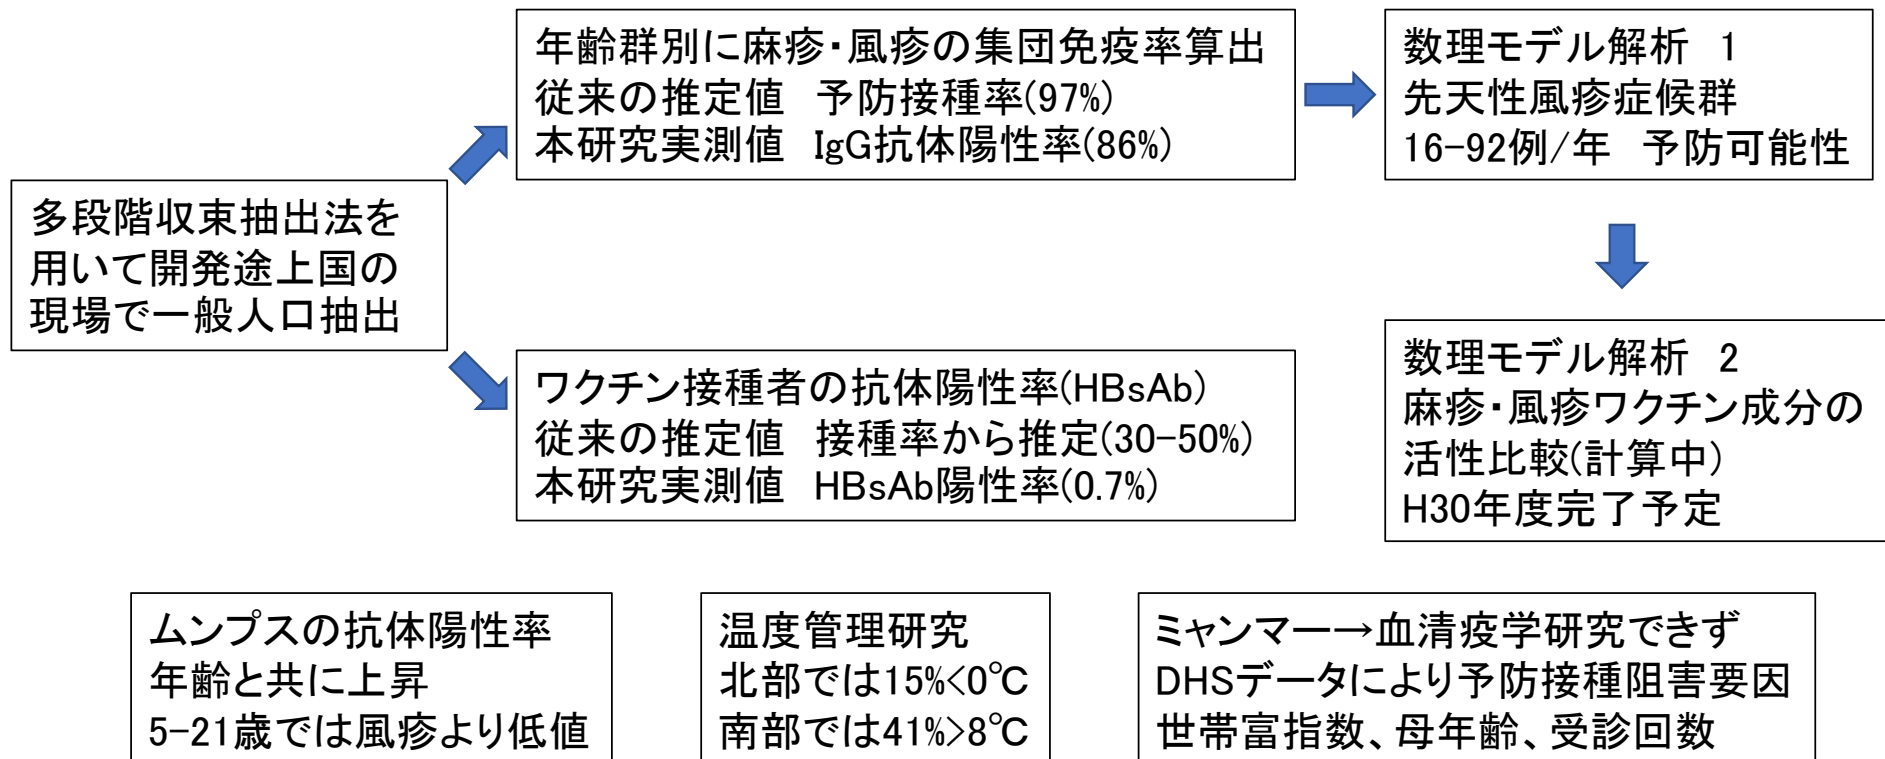 多段階収束抽出法を
用いて開発途上国の
現場で一般人口抽出
年齢群別に麻疹・風疹の集団免疫率算出
従来の推定値 予防接種率(97%)
本研究実測値 IgG抗体陽性率(86%)
数理モデル解析 1
先天性風疹症候群
16-92例/年 予防可能性
ワクチン接種者の抗体陽性率(HBsAb)
従来の推定値 接種率から推定(30-50%)
本研究実測値 HBsAb陽性率(0.7%)
数理モデル解析 2
麻疹・風疹ワクチン成分の
活性比較(計算中)
H30年度完了予定
ムンプスの抗体陽性率
年齢と共に上昇
5-21歳では風疹より低値
温度管理研究
北部では15%<0℃
南部では41%>8℃
ミャンマー→血清疫学研究できず
DHSデータにより予防接種阻害要因
世帯富指数、母年齢、受診回数